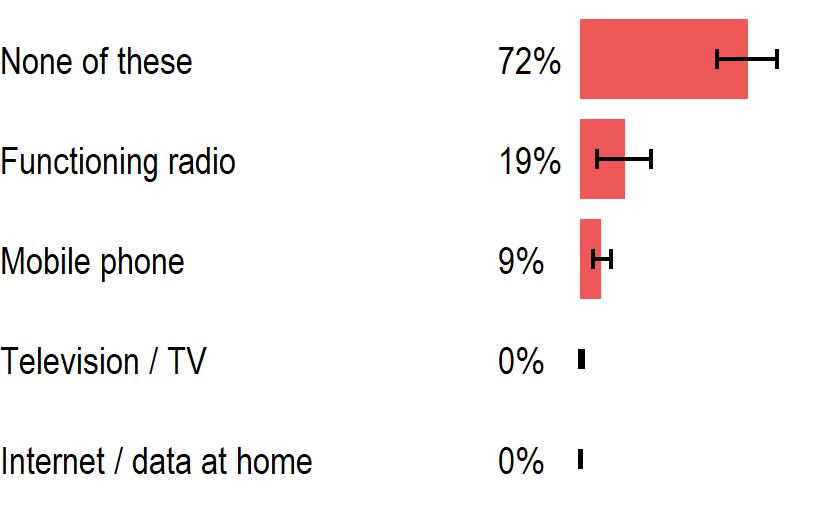 None of these 72%
Functioning radio 19%
Mobile phone 9%
Television / TV 0%
Internet / data at home 0%